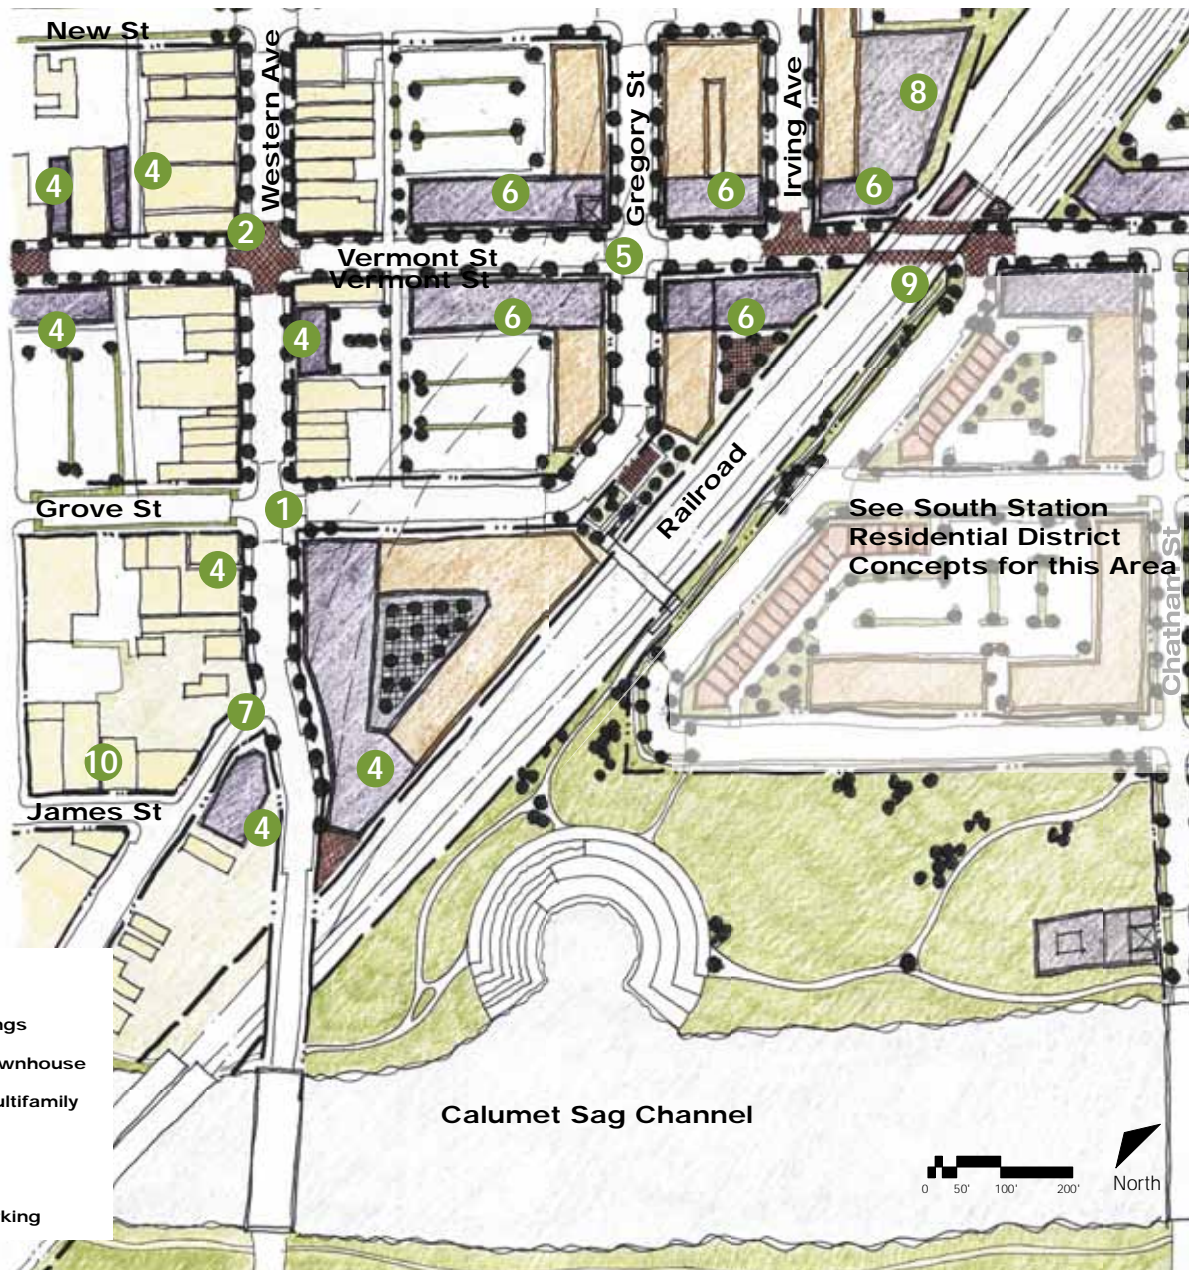 New St
Western Ave
Gregory St
Irving Ave
8
4
4
6
6
6
2
5
Vermont St
Vermont St
9
4
4
6
6
Railroad
Grove St
1
See South Station
Residential District
Concepts for this Area
Chatham St
4
7
10
4
James St
4
ngs
wnhouse
ultifamily
king
Calumet Sag Channel
0 50' 100' 200'
North